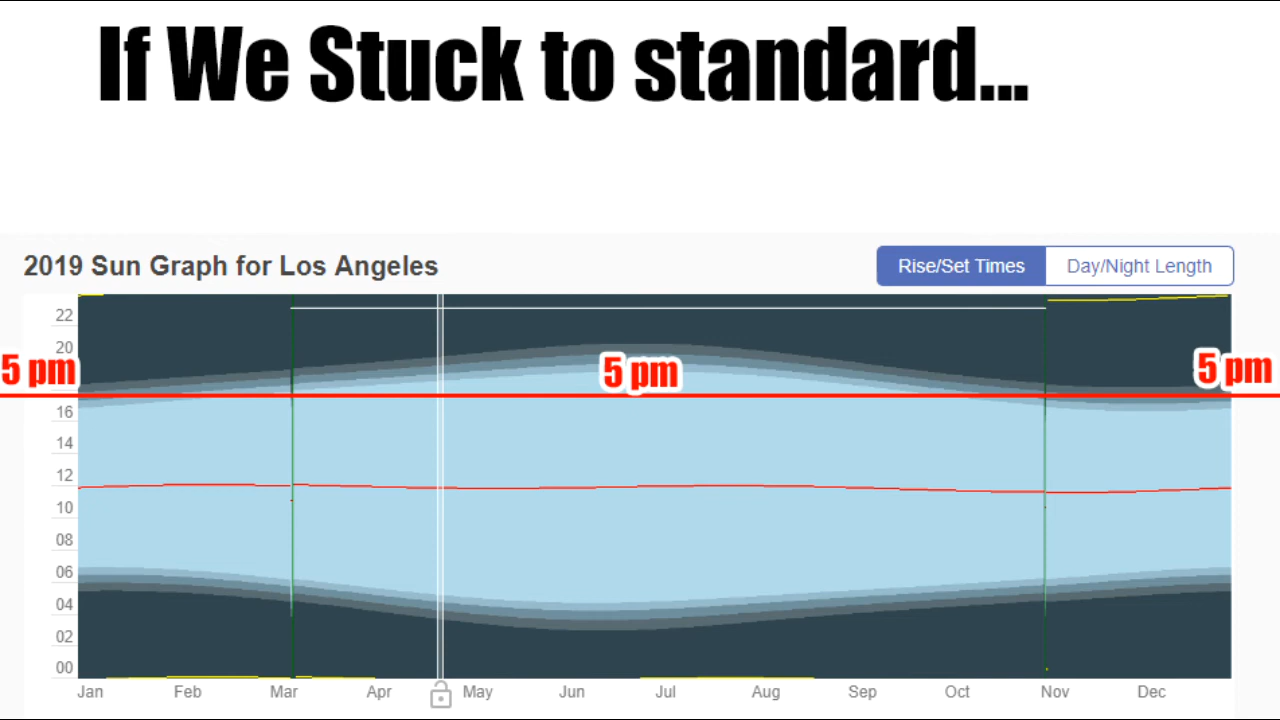 If We Stuck to standard...
2019 Sun Graph for Los Angeles
Rise/Set Times
Day/Night Length
22
20
5 pm
5 pm
5 pm
16
14
12
10
08
06
04
02
00
Jan Feb Mar Apr May Jun Jul Aug Sep Oct Nov Dec